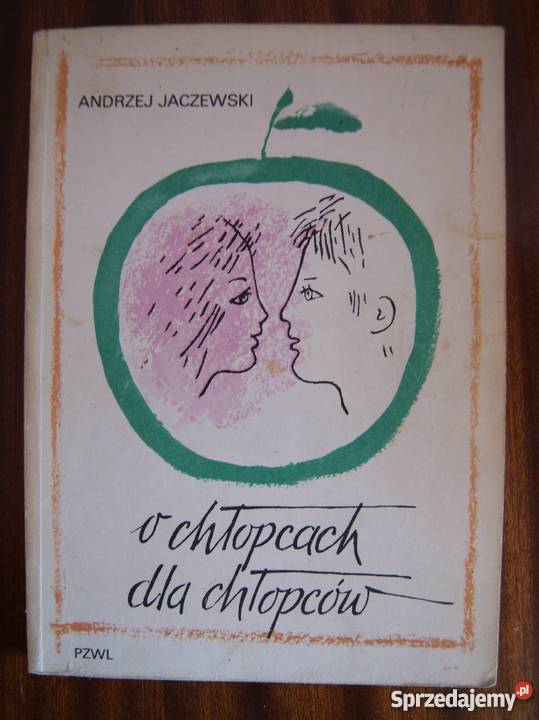 ANDRZEJ JACZEWSKI
o chłopcach
dla chłopców
PZWL
Sprzedajemy.pl